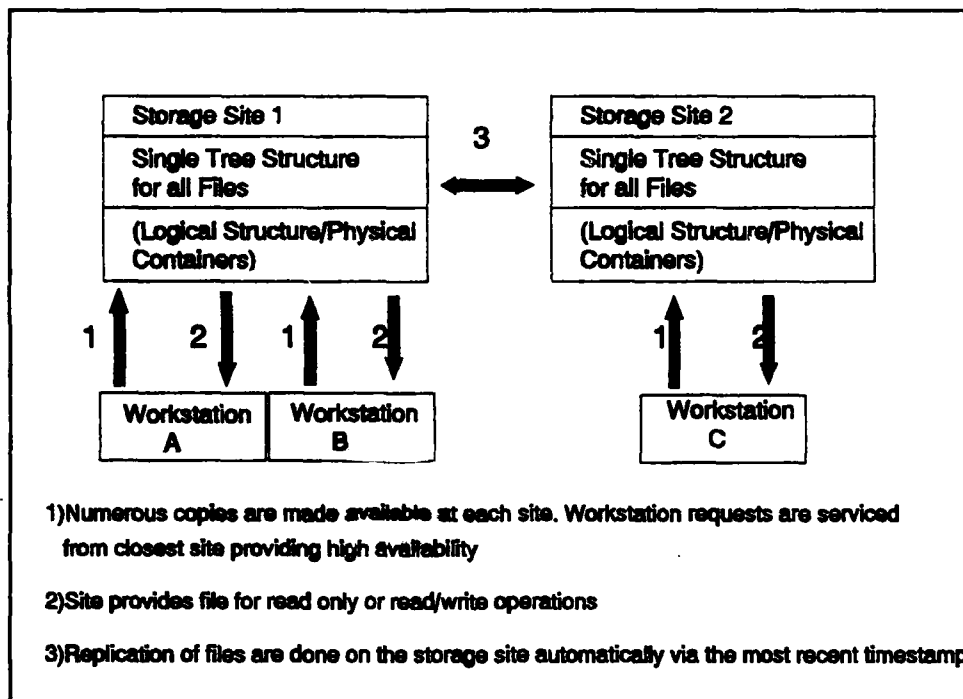 Storage Site 1
Single Tree Structure
for all Files
(Logical Structure/Physical
Containers)
3
Storage Site 2
Single Tree Structure
for all Files
(Logical Structure/Physical
Containers)
1
2
1
2
1
2
Workstation
A
Workstation
B
Workstation
C
1)Numerous copies are made available at each site. Workstation requests are serviced
from closest site providing high availability
2)Site provides file for read only or read/write operations
3)Replication of files are done on the storage site automatically via the most recent timestamp